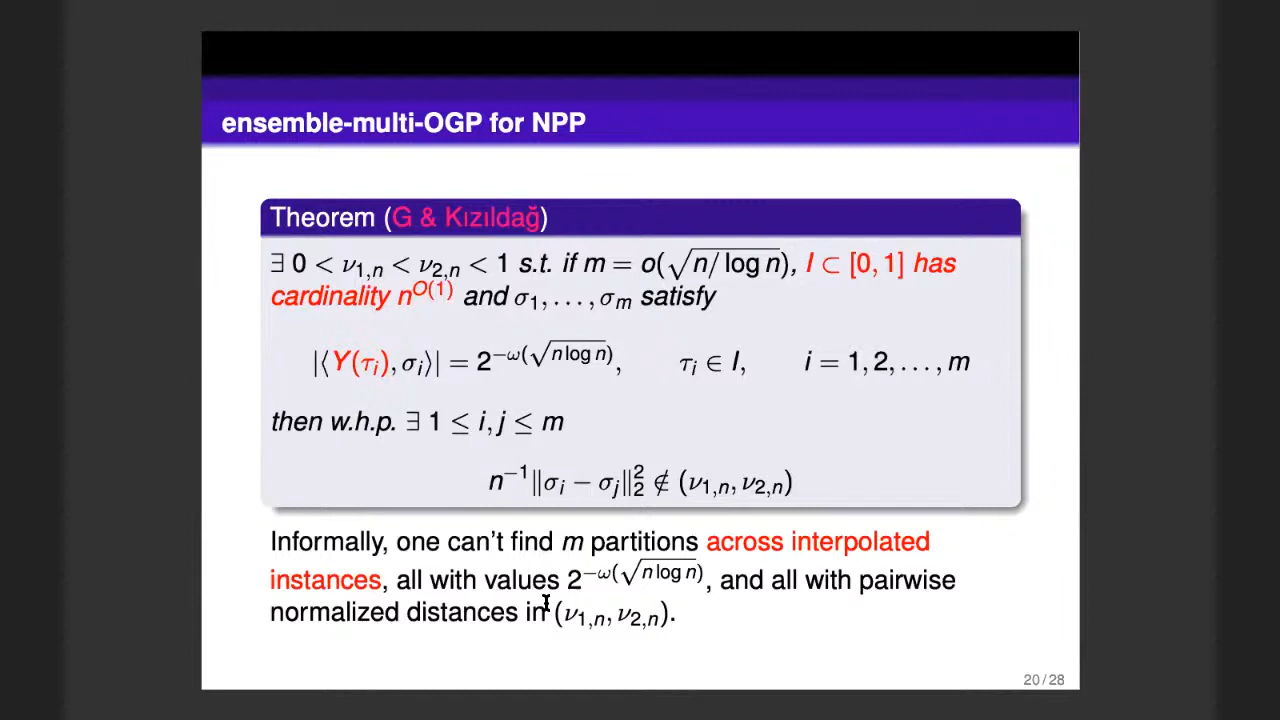 ensemble-multi-OGP for NPP
Theorem (G & Kızıldağ)
∃ 0 < ν₁,ₙ < ν₂,ₙ < 1 s.t. if m = o(√(n/ log n)), I ⊂ [0, 1] has
cardinality n^{O(1)} and σ₁, . . . , σₘ satisfy
|⟨Y(τᵢ), σᵢ⟩| = 2^{−ω(√(n log n))}, τᵢ ∈ I, i = 1, 2, . . . , m
then w.h.p. ∃ 1 ≤ i, j ≤ m
n⁻¹‖σᵢ − σⱼ‖₂² ∉ (ν₁,ₙ, ν₂,ₙ)
Informally, one can't find m partitions across interpolated
instances, all with values 2^{−ω(√(n log n))}, and all with pairwise
normalized distances in (ν₁,ₙ, ν₂,ₙ).
20 / 28